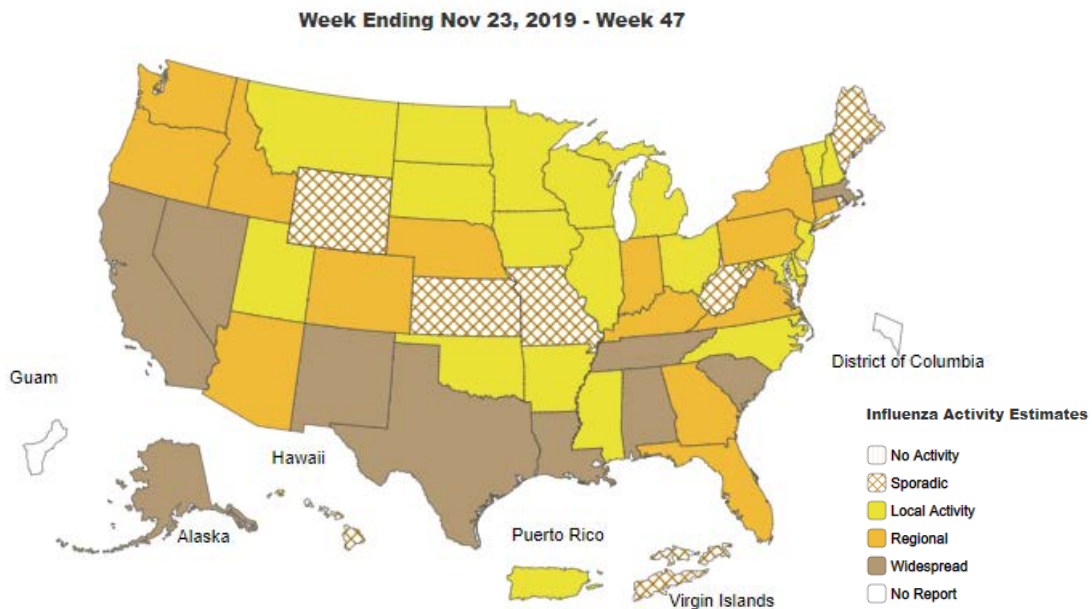 Week Ending Nov 23, 2019 - Week 47
District of Columbia
Guam
Influenza Activity Estimates
No Activity
Hawaii
Sporadic
Local Activity
Alaska
Puerto Rico
Regional
Widespread
Virgin Islands
No Report